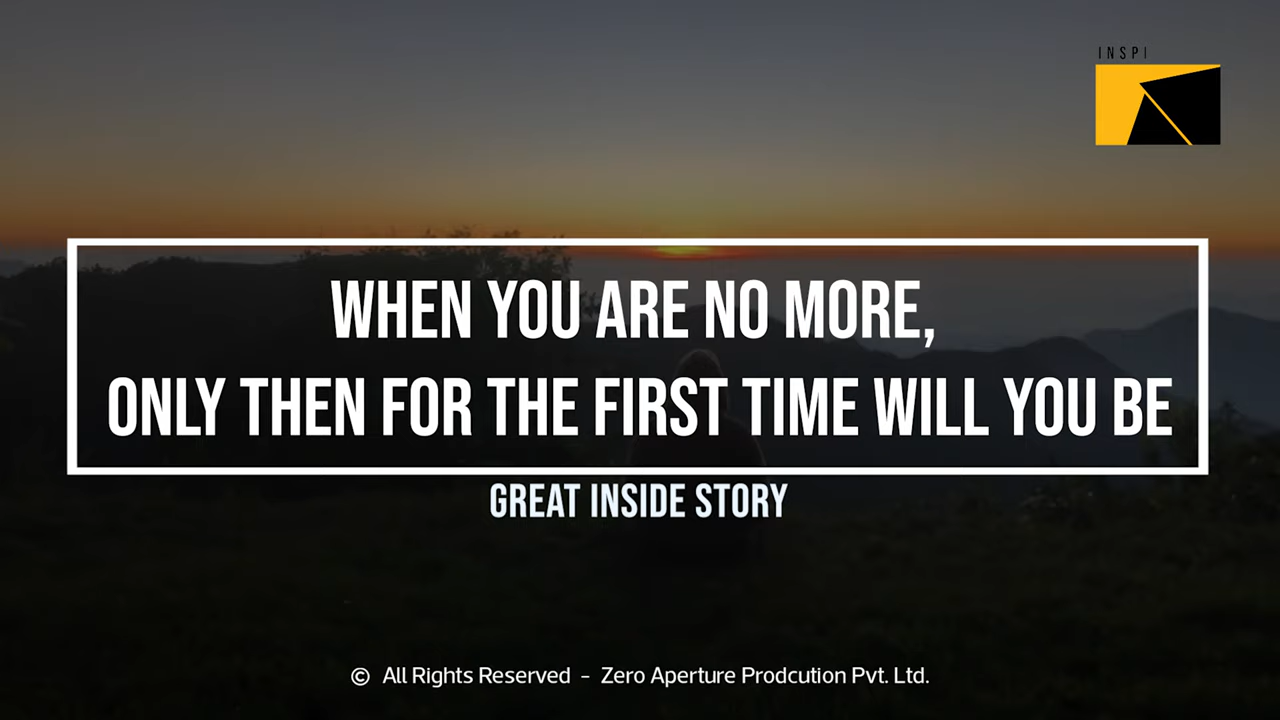 INSPI
WHEN YOU ARE NO MORE,
ONLY THEN FOR THE FIRST TIME WILL YOU BE
GREAT INSIDE STORY
© All Rights Reserved - Zero Aperture Prodcution Pvt. Ltd.